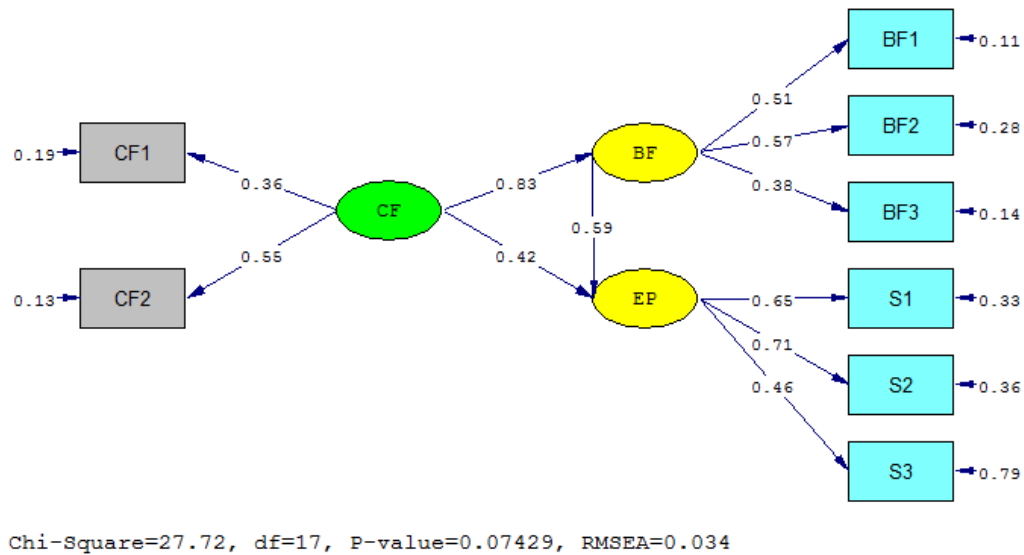 BF1
0.11
0.51
BF2
0.28
0.57
0.19
CF1
BF
0.36
0.83
0.38
CF
BF3
0.14
0.59
0.55
0.42
0.13
CF2
EP
0.65
S1
0.33
0.71
0.46
S2
0.36
S3
0.79
Chi-Square=27.72, df=17, P-value=0.07429, RMSEA=0.034